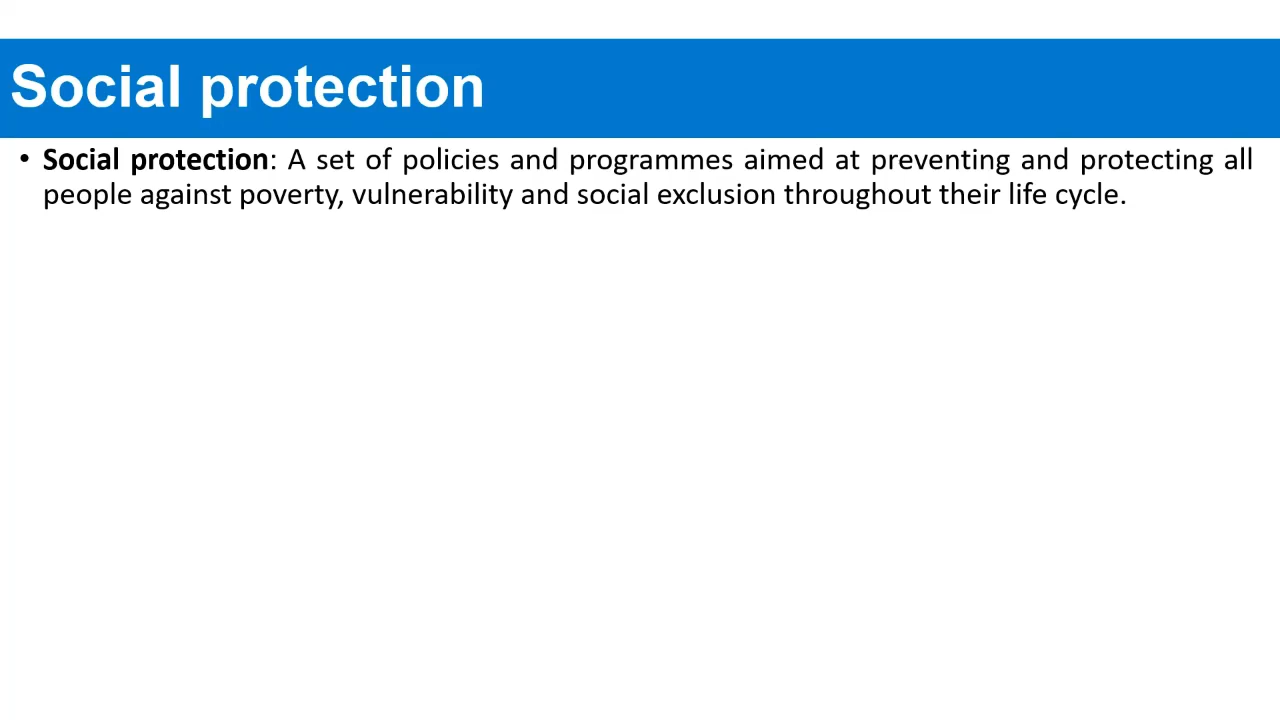 Social protection
• Social protection: A set of policies and programmes aimed at preventing and protecting all
people against poverty, vulnerability and social exclusion throughout their life cycle.